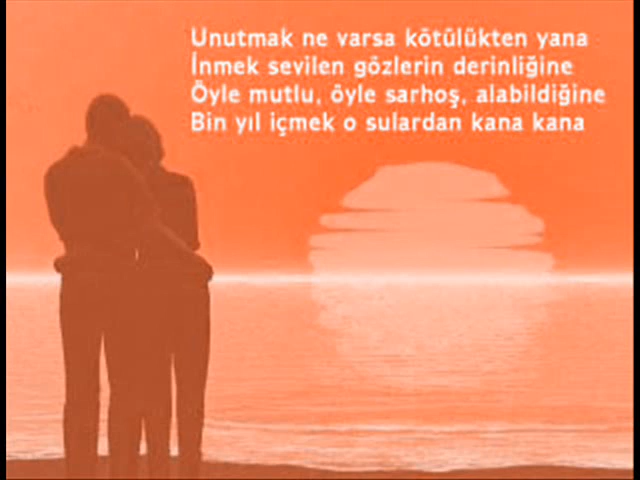 Unutmak ne varsa kötülükten yana
İnmek sevilen gözlerin derinliğine
Öyle mutlu, öyle sarhoş, alabildiğine
Bin yıl içmek o sulardan kana kana